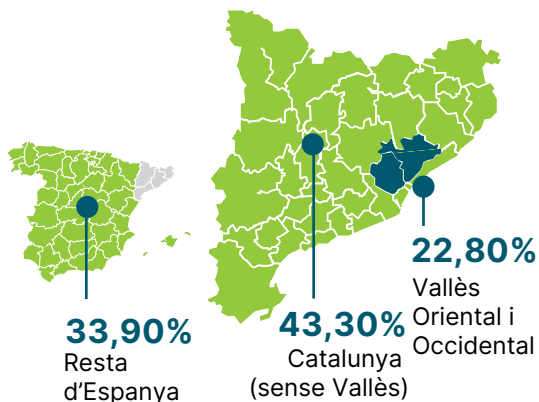 33,90%
Resta
d'Espanya
43,30%
Catalunya
(sense Vallès)
22,80%
Vallès
Oriental i
Occidental